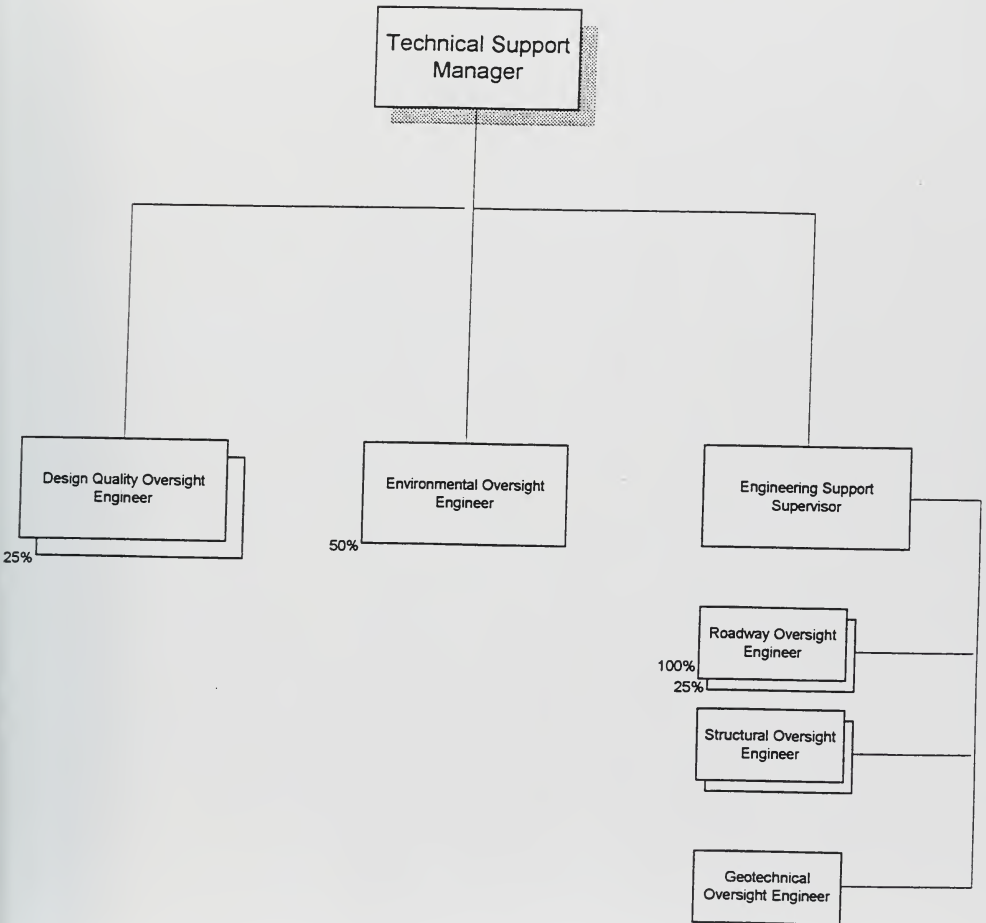 Technical Support
Manager
Design Quality Oversight
Engineer
25%
Environmental Oversight
Engineer
50%
Engineering Support
Supervisor
Roadway Oversight
Engineer
100%
25%
Structural Oversight
Engineer
Geotechnical
Oversight Engineer